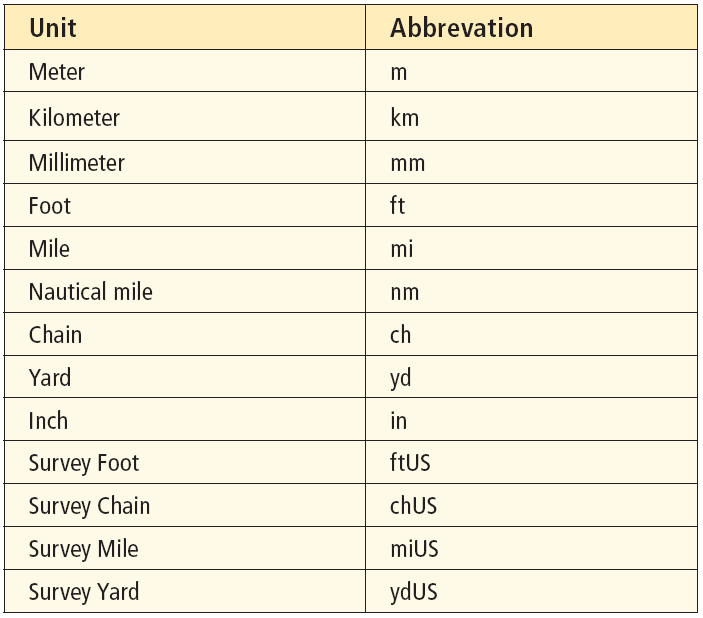 Unit Abbrevation
Meter m
Kilometer km
Millimeter mm
Foot ft
Mile mi
Nautical mile nm
Chain ch
Yard yd
Inch in
Survey Foot ftUS
Survey Chain chUS
Survey Mile miUS
Survey Yard ydUS